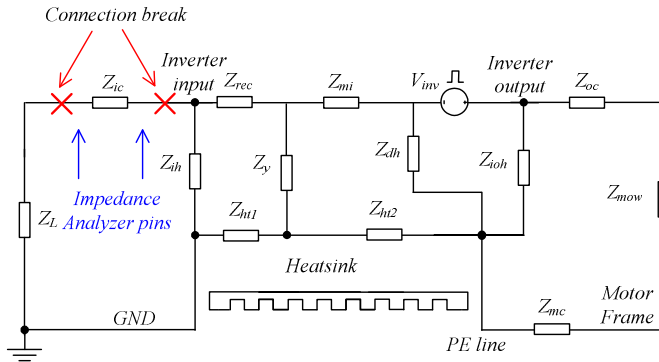 Connection break
Inverter
input
Inverter
output
Z_ic
Z_rec
Z_mi
V_inv
Z_oc
Z_ih
Z_y
Z_dh
Z_ioh
Impedance
Analyzer pins
Z_L
Z_ht1
Z_ht2
Z_mow
Heatsink
GND
Z_mc
Motor
Frame
PE line